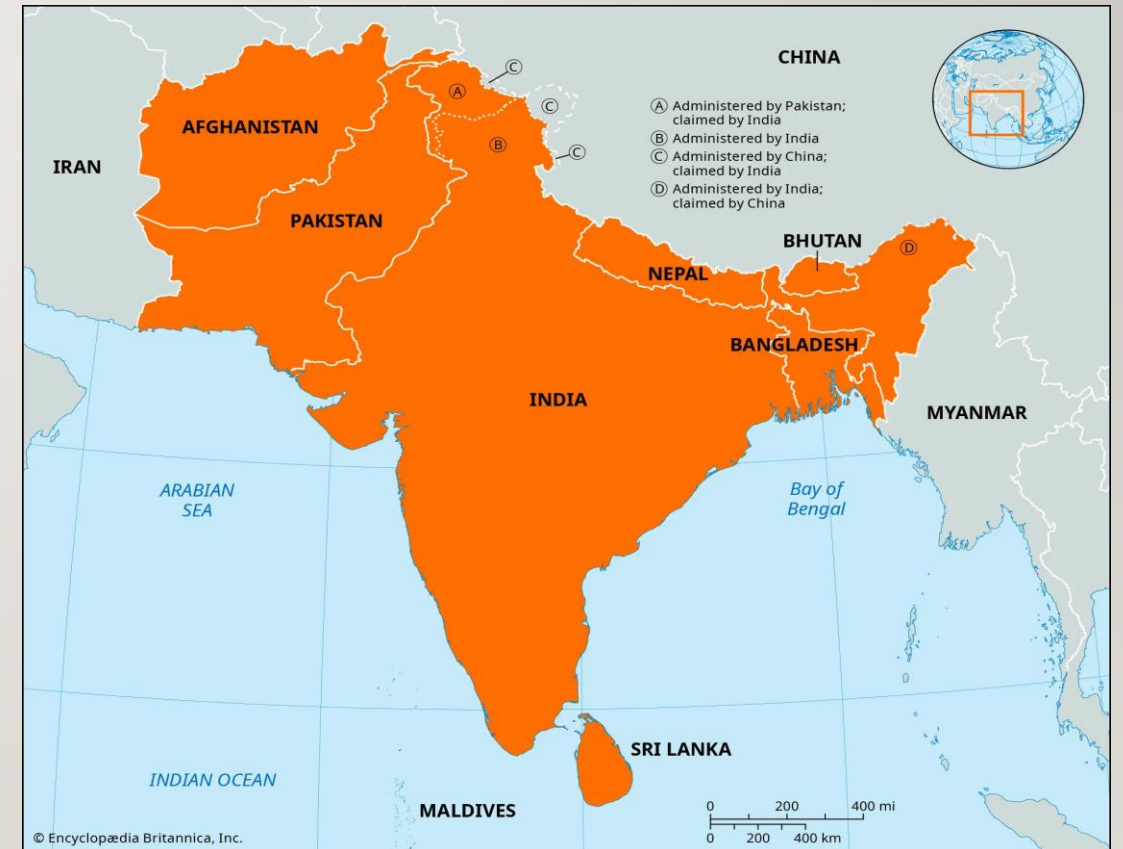 CHINA
Ⓒ
Ⓐ
Ⓒ
Ⓐ Administered by Pakistan;
claimed by India
Ⓑ Administered by India
Ⓒ Administered by China;
claimed by India
Ⓓ Administered by India;
claimed by China
AFGHANISTAN
Ⓑ
Ⓒ
IRAN
PAKISTAN
BHUTAN
Ⓓ
NEPAL
BANGLADESH
INDIA
MYANMAR
ARABIAN
SEA
Bay of
Bengal
SRI LANKA
INDIAN OCEAN
MALDIVES
0 200 400 mi
0 200 400 km
© Encyclopædia Britannica, Inc.